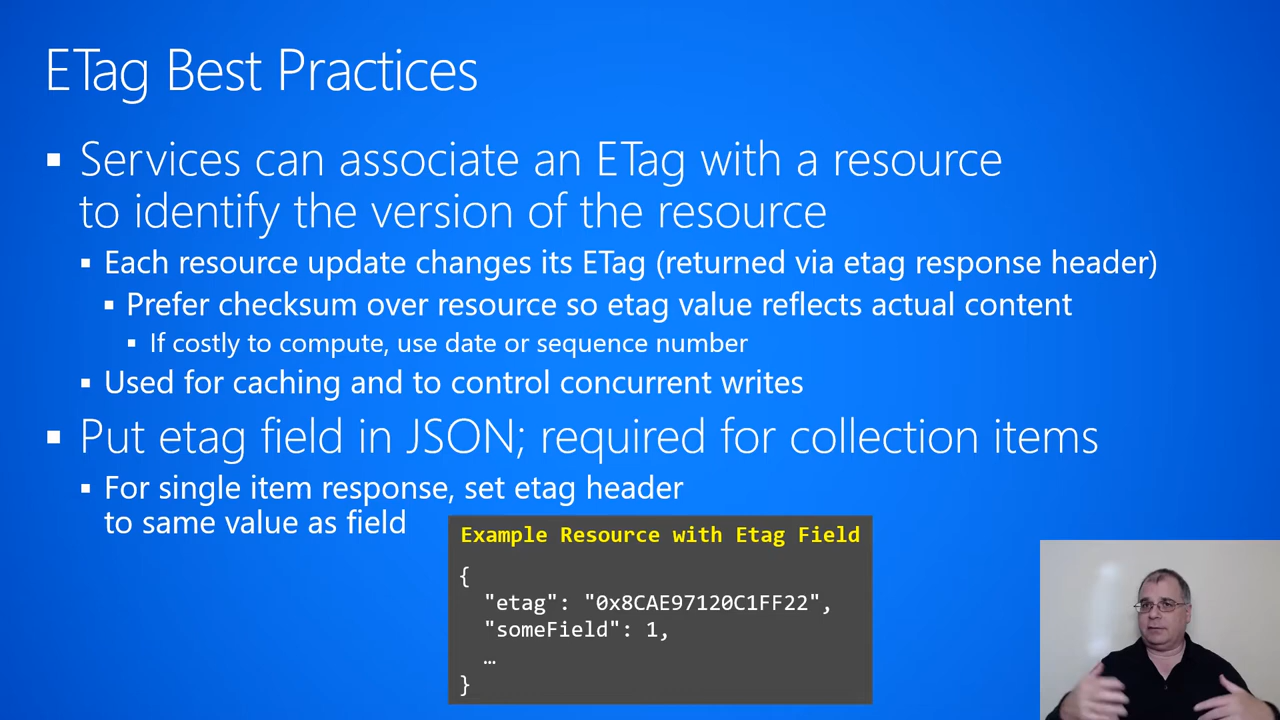 ETag Best Practices
▪ Services can associate an ETag with a resource
to identify the version of the resource
▪ Each resource update changes its ETag (returned via etag response header)
▪ Prefer checksum over resource so etag value reflects actual content
▪ If costly to compute, use date or sequence number
▪ Used for caching and to control concurrent writes
▪ Put etag field in JSON; required for collection items
▪ For single item response, set etag header
to same value as field
Example Resource with Etag Field
{
"etag": "0x8CAE97120C1FF22",
"someField": 1,
…
}